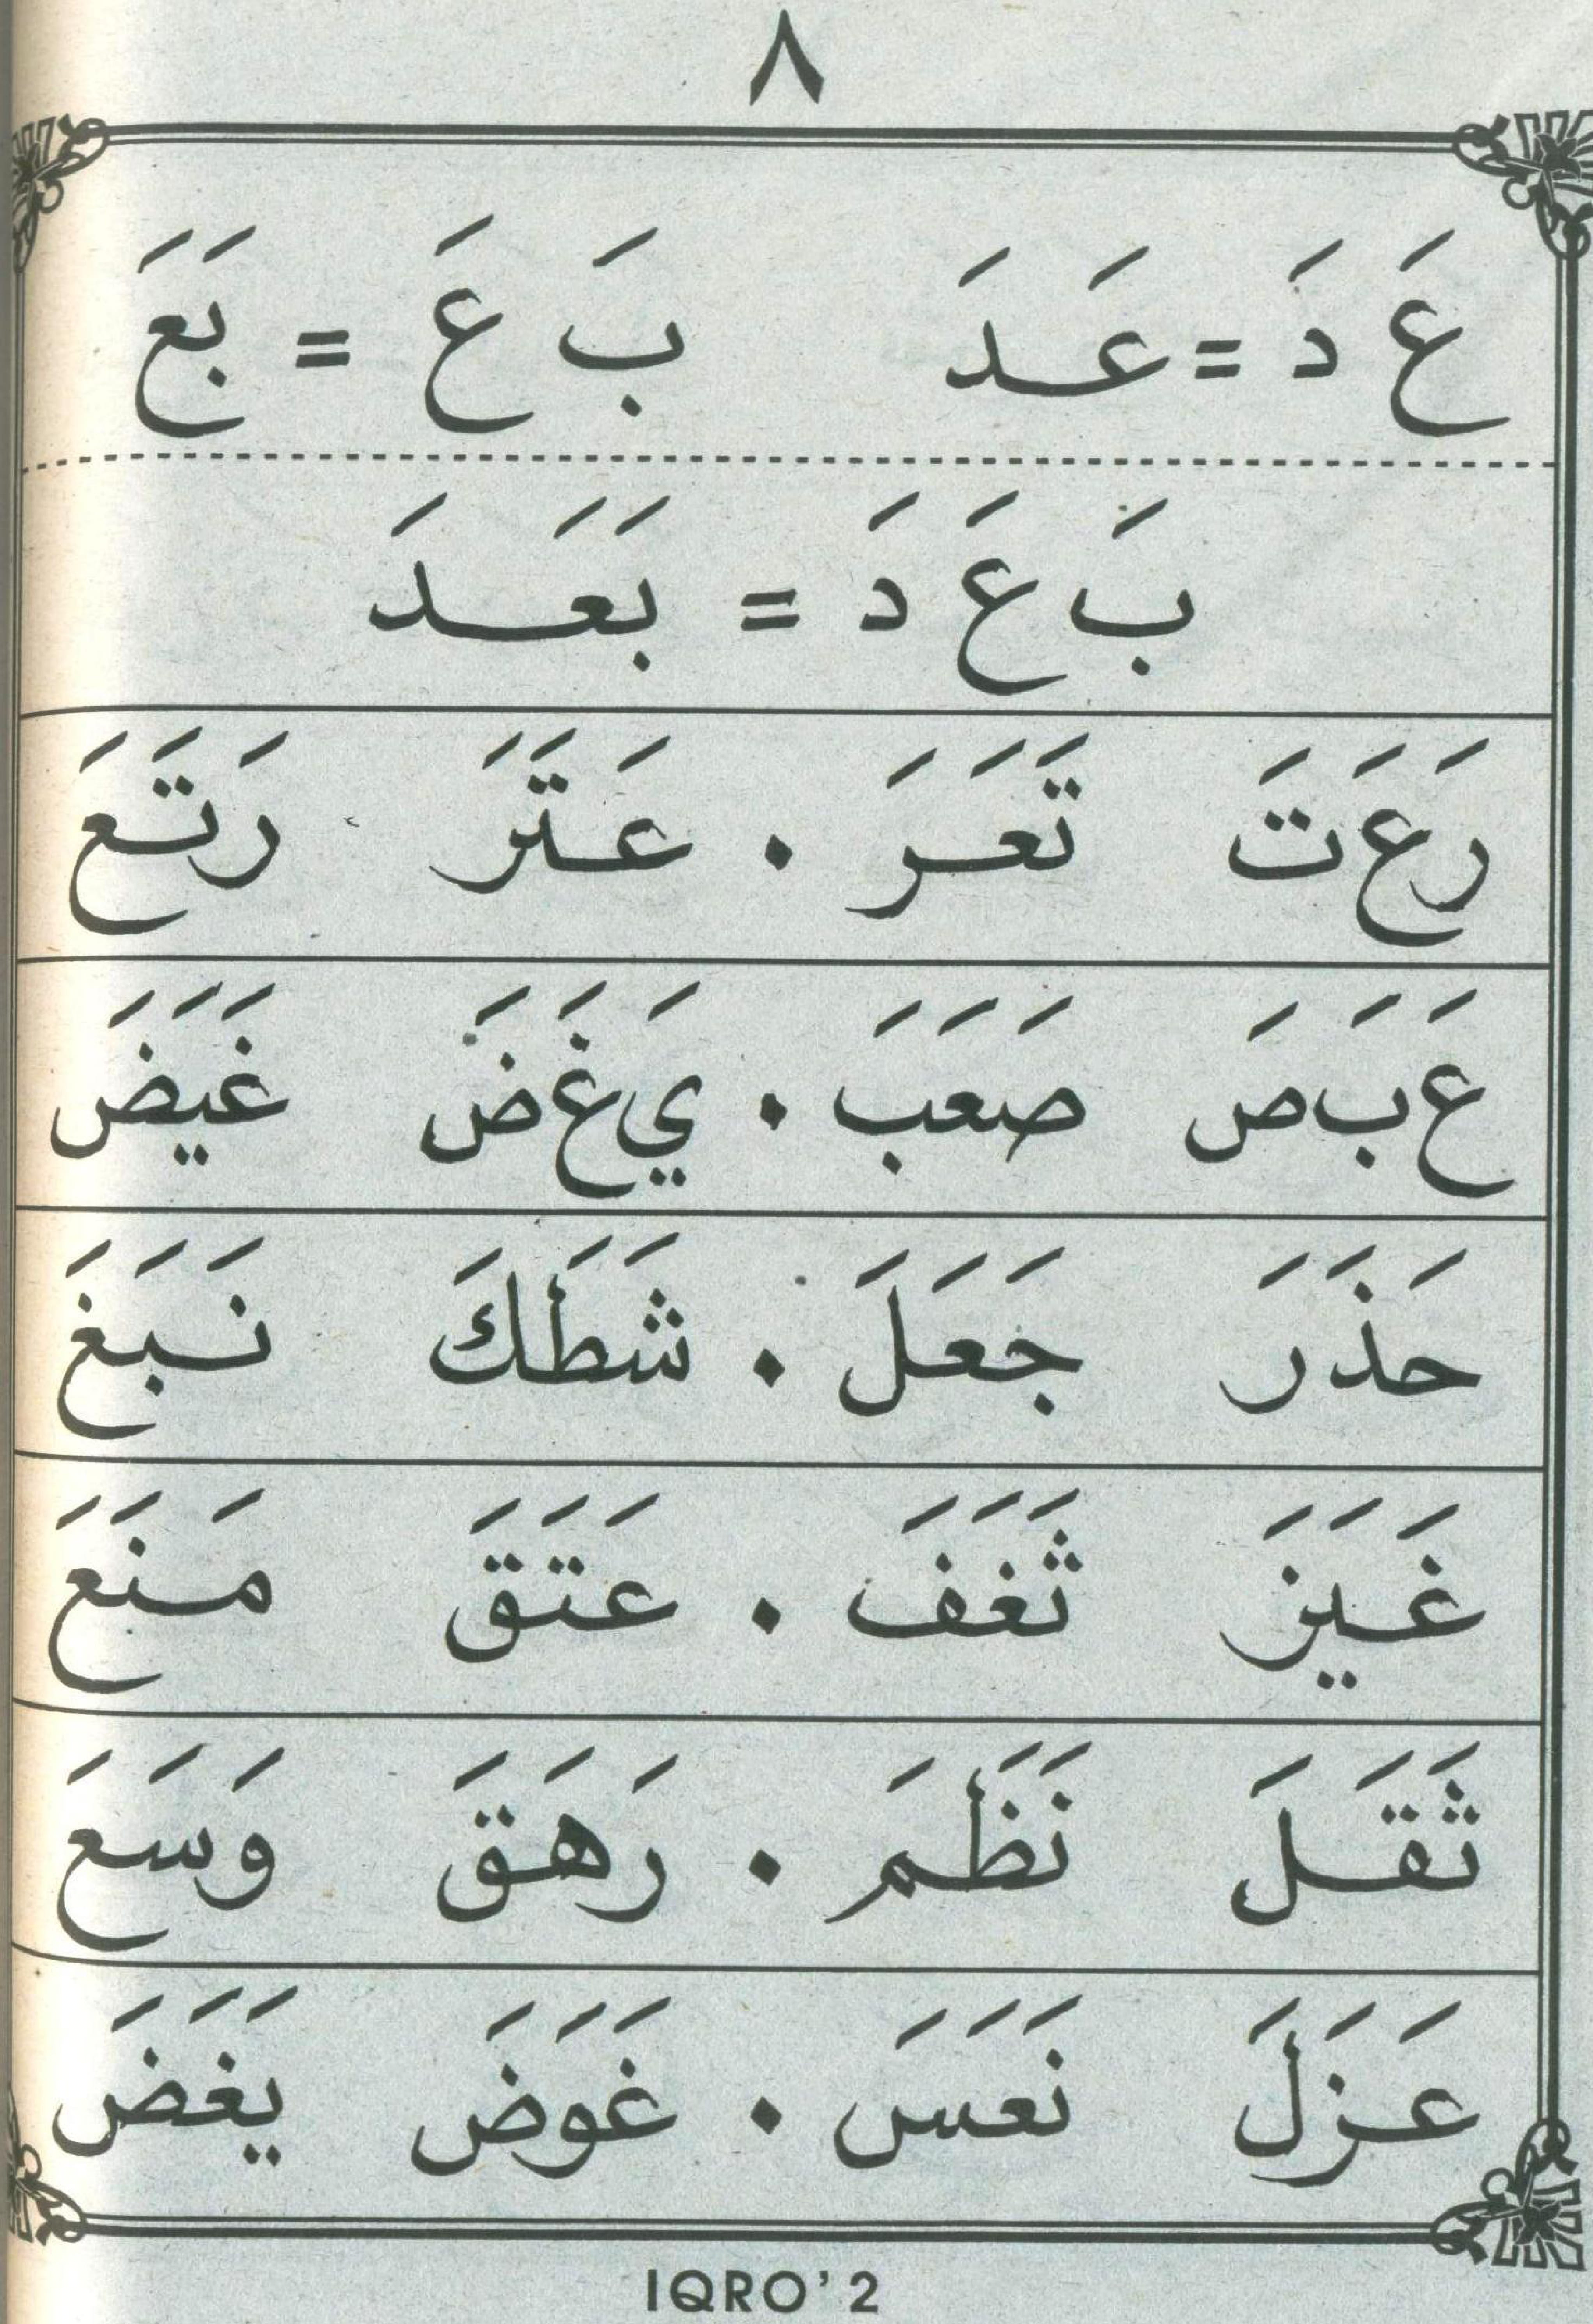 ٨
عَ دَ = عَدَ بَ عَ = بَعَ
بَ عَ دَ = بَعَدَ
رَ عَ تَ تَعَرَ . عَتَرَ رَتَعَ
عَ بَ صَ صَعَبَ . يَ غَ ضَ غَيَضَ
حَذَرَ جَعَلَ . شَطَكَ نَبَغَ
غَيَزَ ثَغَفَ . عَتَقَ مَنَعَ
ثَقَلَ نَظَمَ . رَهَقَ وَسَعَ
عَزَلَ نَعَسَ . غَوَضَ يَغَضَ
IQRO' 2